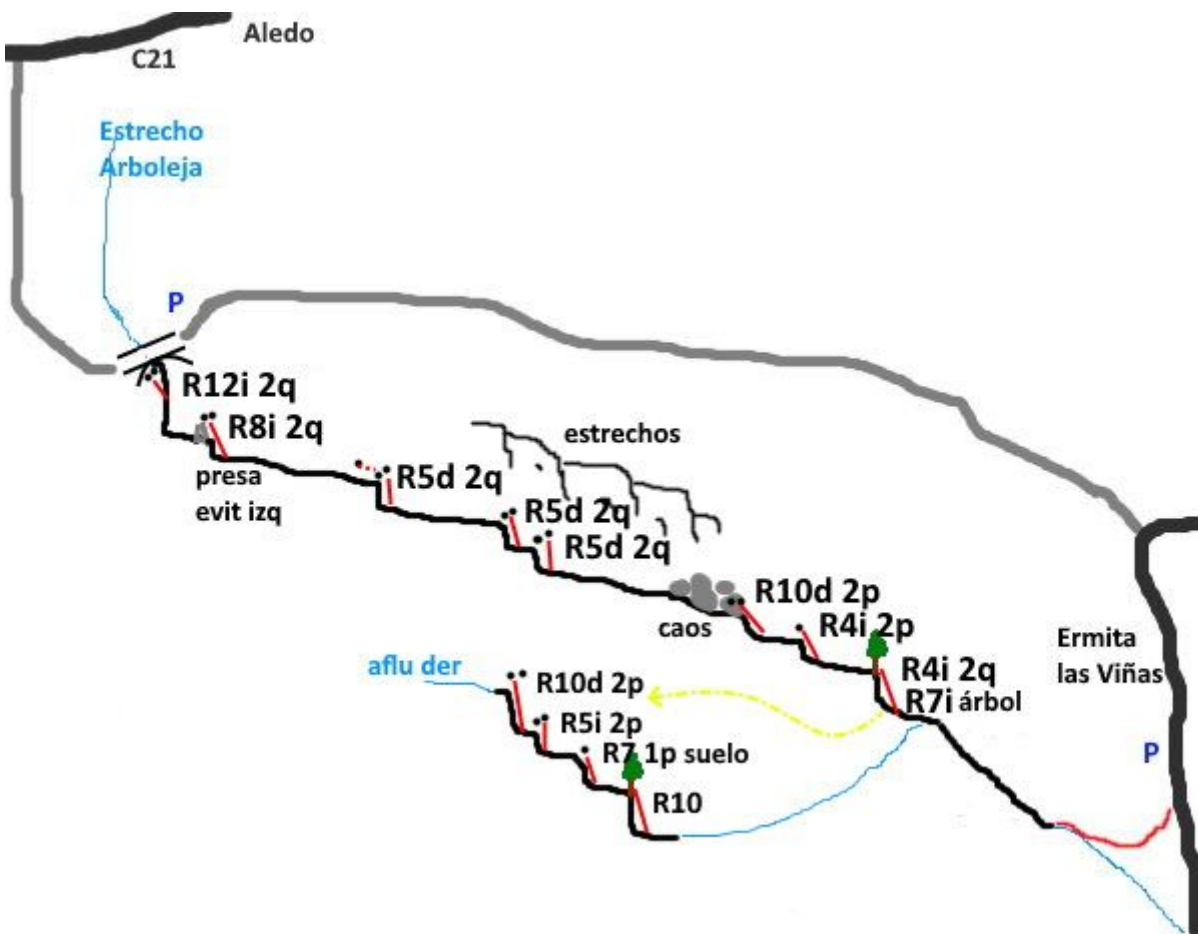 Aledo
C21
Estrecho
Arboleja
P
R12i 2q
R8i 2q
presa
evit izq
R5d 2q
estrechos
R5d 2q
R5d 2q
caos
R10d 2p
R4i 2p
R4i 2q
R7i árbol
Ermita
las Viñas
P
aflu der
R10d 2p
R5i 2p
R7 1p suelo
R10